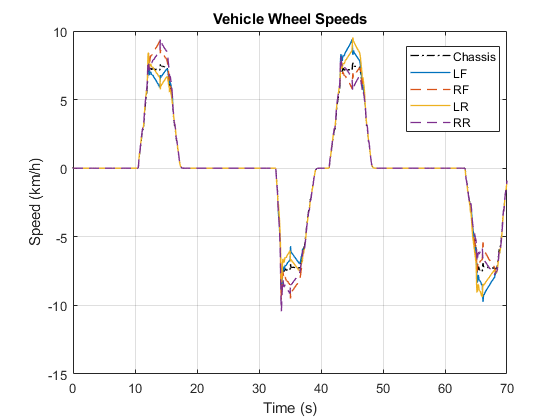 Vehicle Wheel Speeds
10
5
0
-5
-10
-15
Speed (km/h)
Chassis
LF
RF
LR
RR
0 10 20 30 40 50 60 70
Time (s)